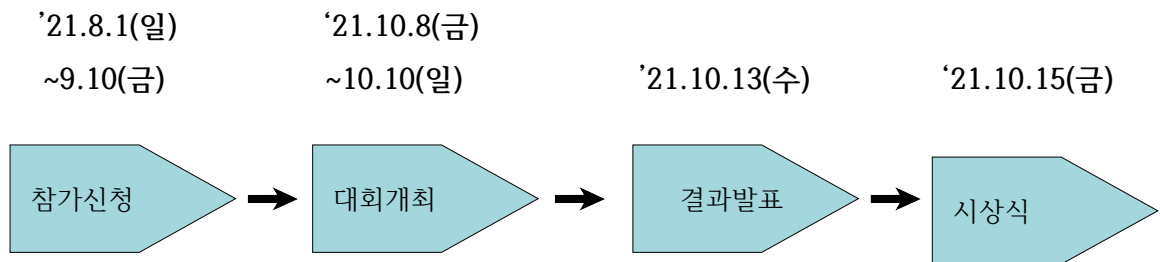 ’21.8.1(일)
~9.10(금)
‘21.10.8(금)
~10.10(일)
’21.10.13(수)
‘21.10.15(금)
참가신청
대회개최
결과발표
시상식